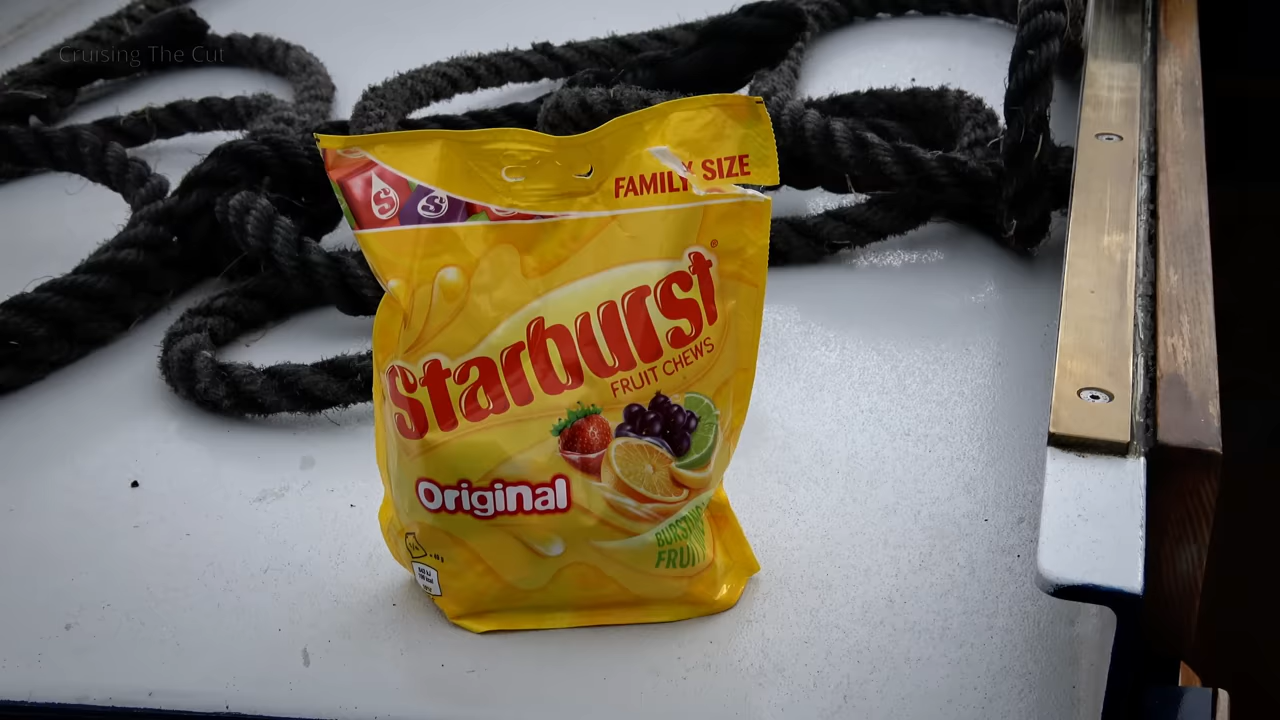 Cruising The Cut
FAMILY SIZE
S S
Starburst®
FRUIT CHEWS
Original
BURSTING
FRUIT